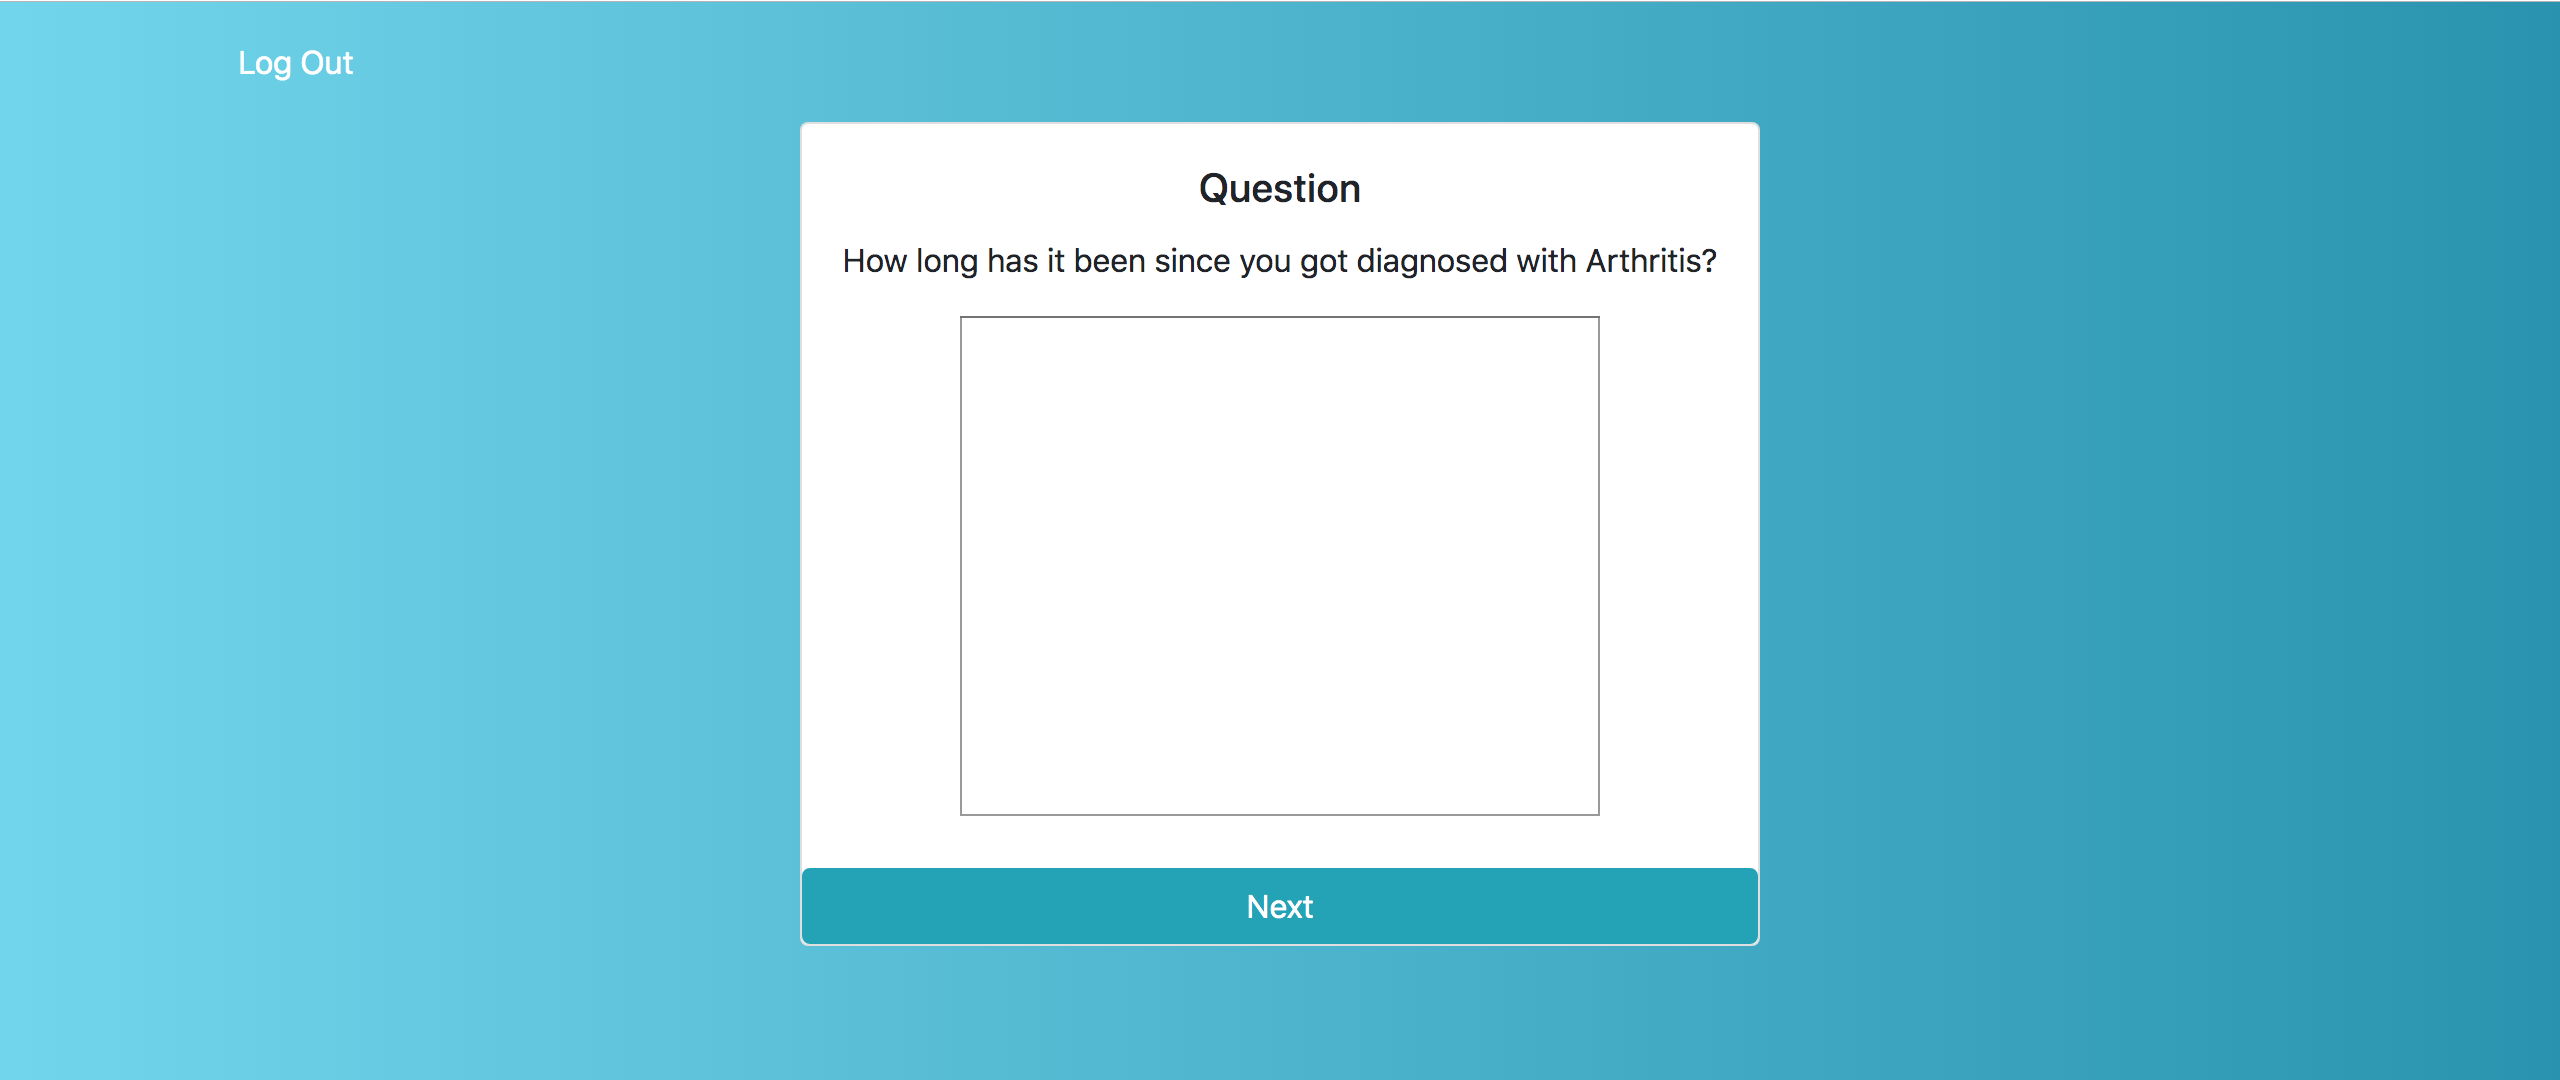 Log Out
Question
How long has it been since you got diagnosed with Arthritis?
Next